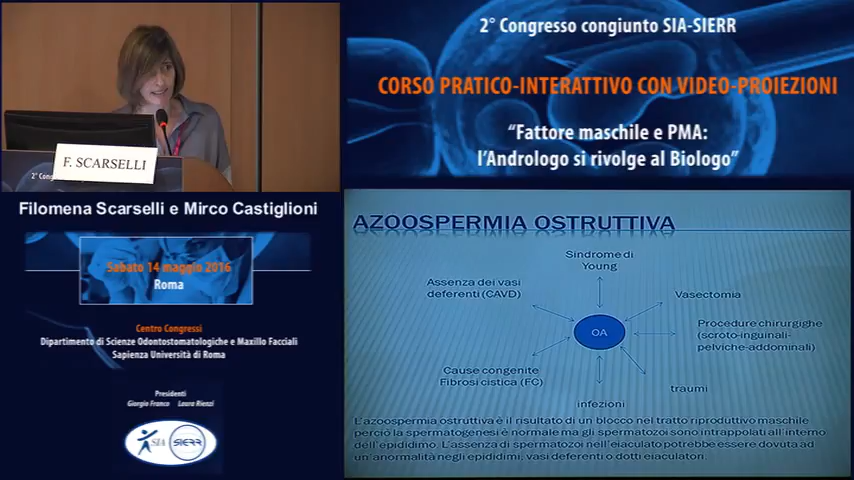 F. SCARSELLI
2° Cong
Filomena Scarselli e Mirco Castiglioni
Sabato 14 maggio 2016
Roma
Centro Congressi
Dipartimento di Scienze Odontostomatologiche e Maxillo Facciali
Sapienza Università di Roma
Presidenti
Giorgio Franco Laura Rienzi
SIA
SIERR
2° Congresso congiunto SIA-SIERR
CORSO PRATICO-INTERATTIVO CON VIDEO-PROIEZIONI
“Fattore maschile e PMA:
l’Andrologo si rivolge al Biologo”
AZOOSPERMIA OSTRUTTIVA
Sindrome di
Young
Assenza dei vasi
deferenti (CAVD)
Vasectomia
OA
Procedure chirurgighe
(scroto-inguinali-
pelviche-addominali)
Cause congenite
Fibrosi cistica (FC)
traumi
infezioni
L'azoospermia ostruttiva è il risultato di un blocco nel tratto riproduttivo maschile
perciò la spermatogenesi è normale ma gli spermatozoi sono intrappolati all'interno
dell'epididimo. L'assenza di spermatozoi nell'eiaculato potrebbe essere dovuta ad
un'anormalità negli epididimi, vasi deferenti o dotti eiaculatori.